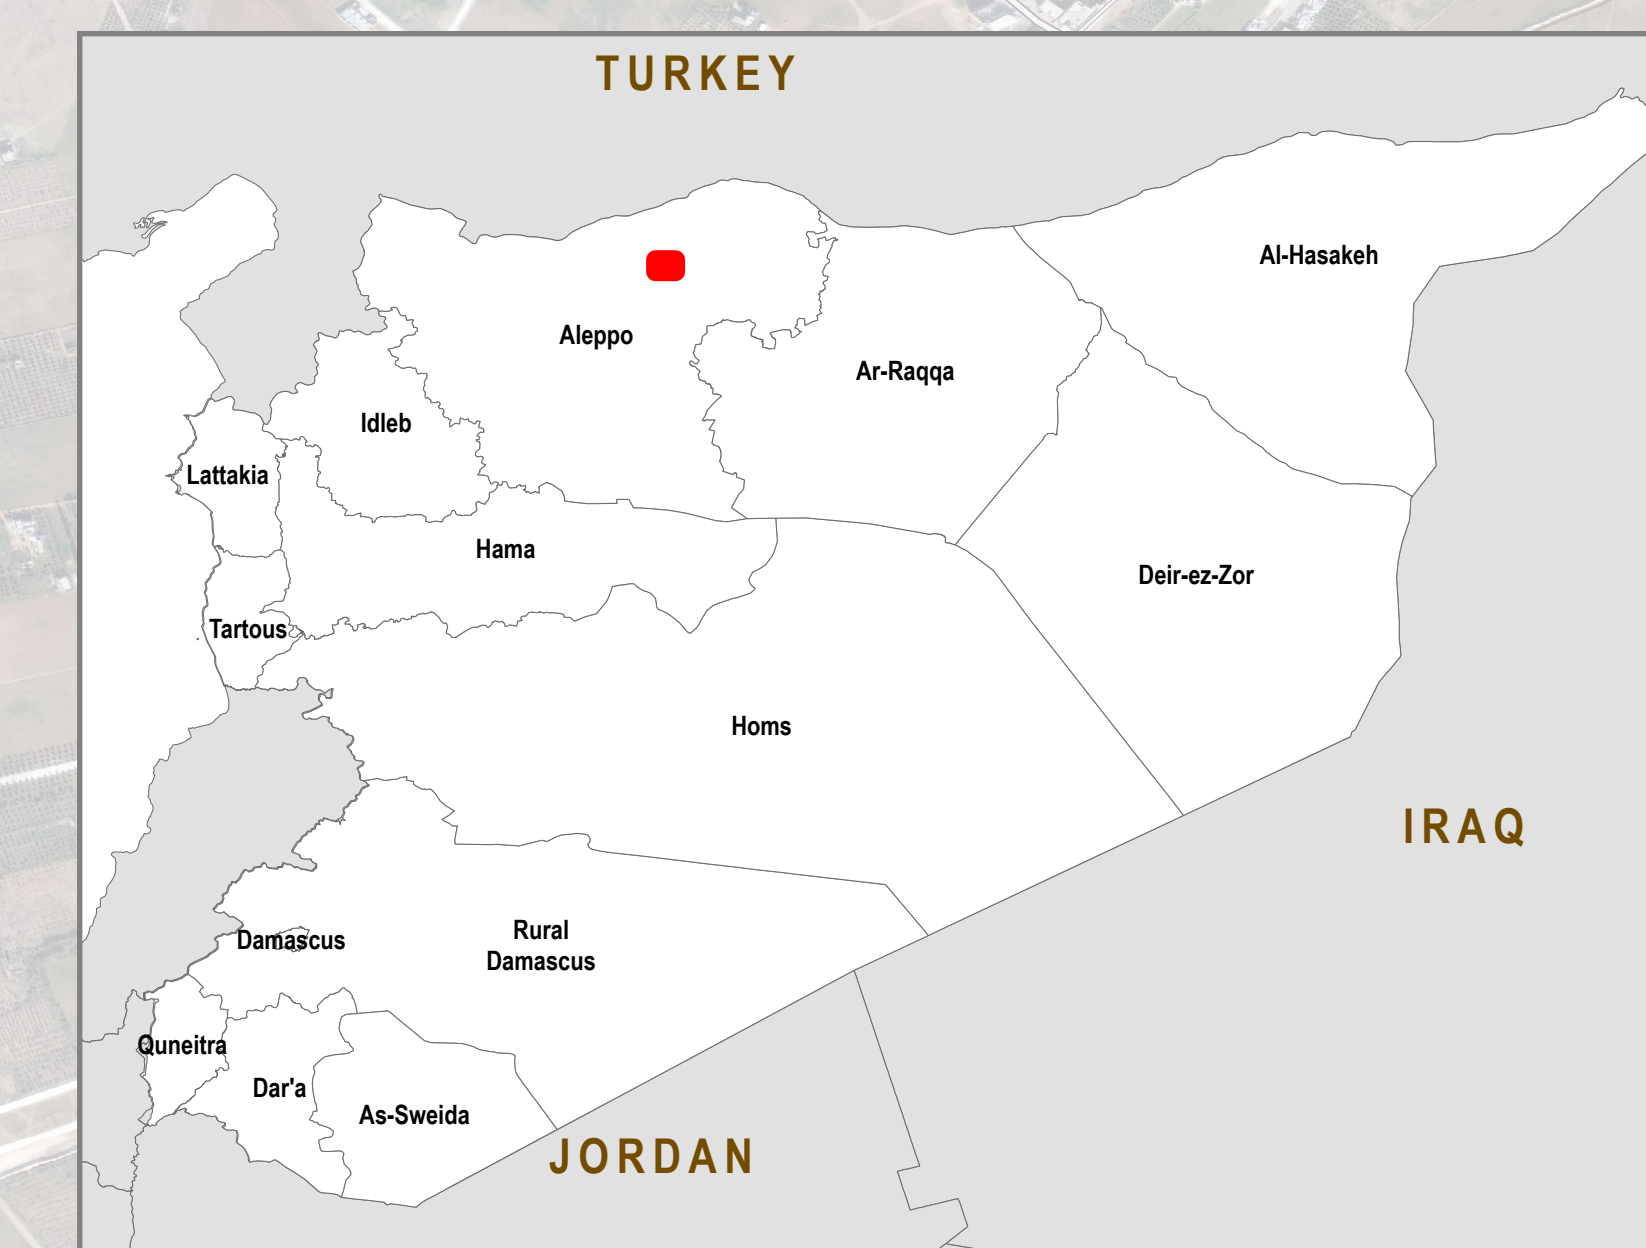 TURKEY
Al-Hasakeh
Aleppo
Ar-Raqqa
Idleb
Lattakia
Hama
Deir-ez-Zor
Tartous
Homs
IRAQ
Rural
Damascus
Damascus
Quneitra
Dar'a
As-Sweida
JORDAN